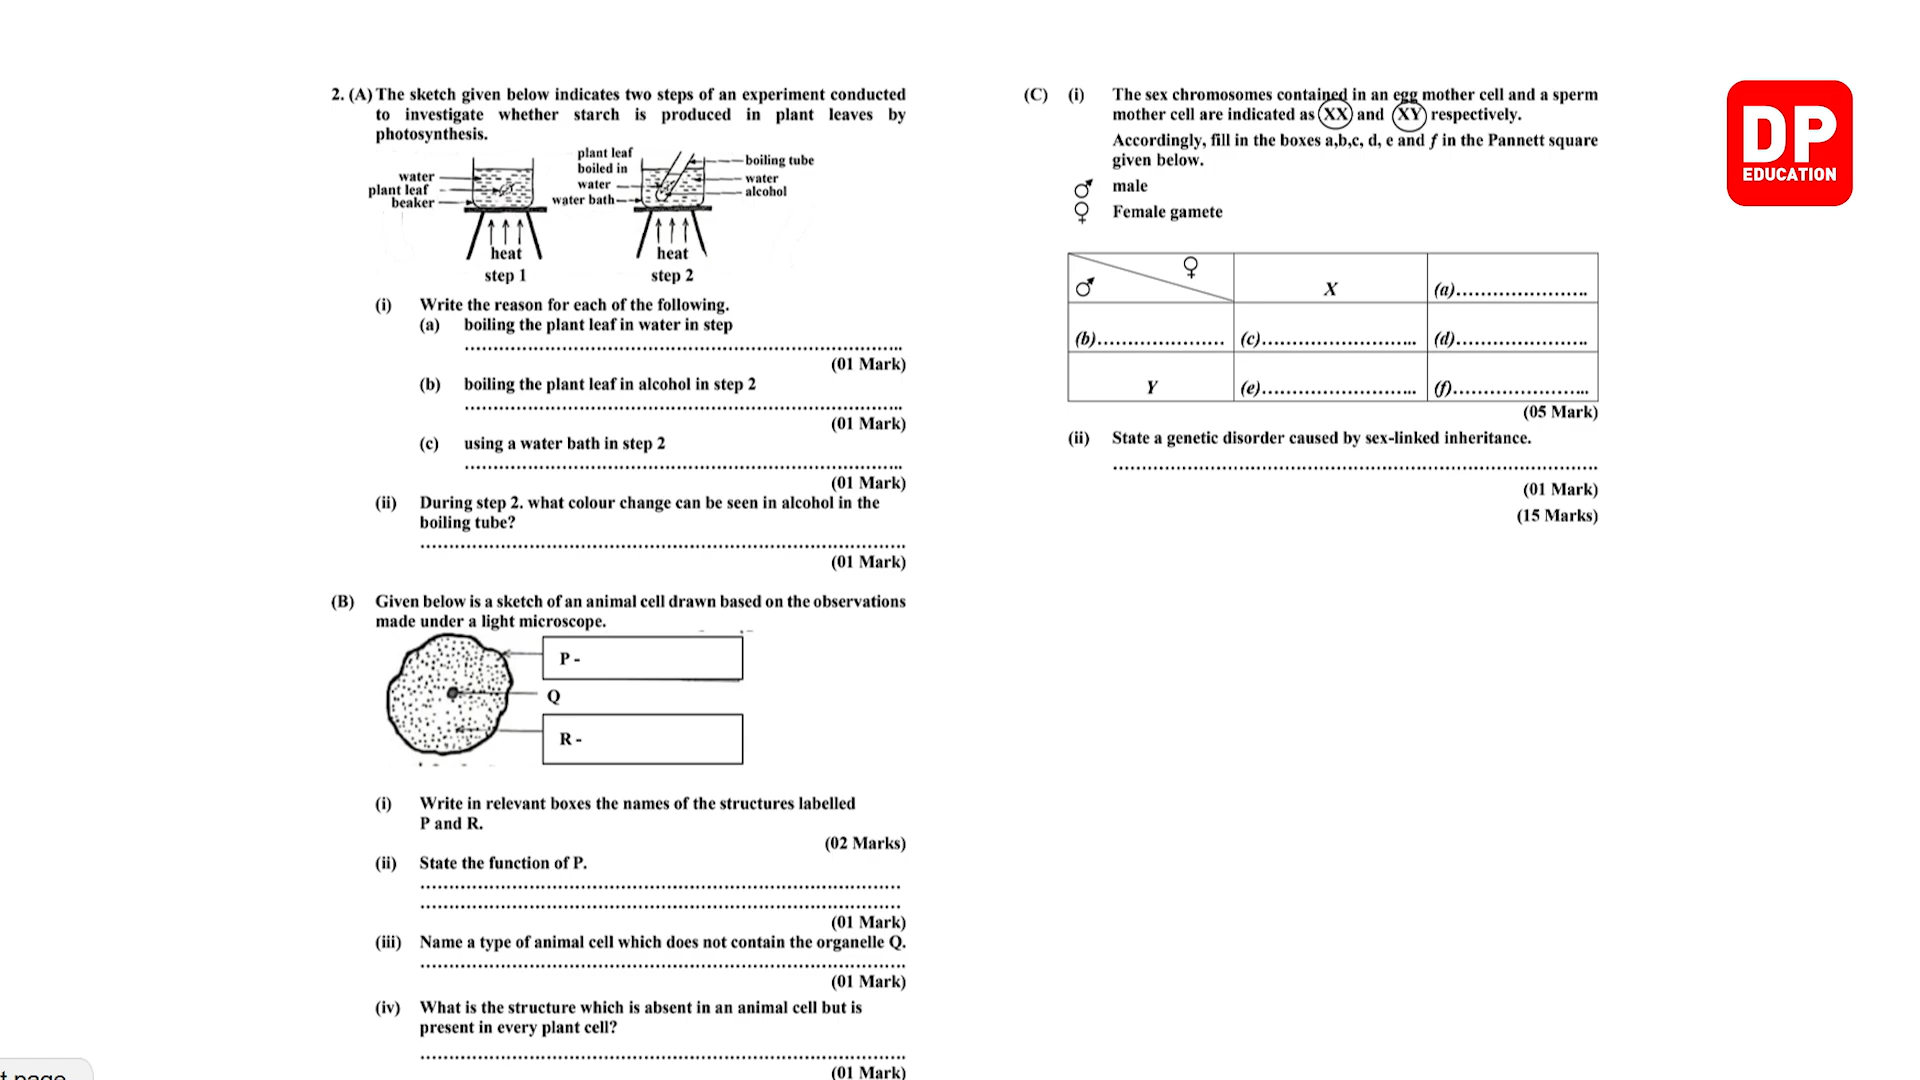 2. (A) The sketch given below indicates two steps of an experiment conducted
to investigate whether starch is produced in plant leaves by
photosynthesis.
water
plant leaf
beaker
heat
step 1
plant leaf
boiled in
water
water bath
boiling tube
water
alcohol
heat
step 2
(i) Write the reason for each of the following.
(a) boiling the plant leaf in water in step
(01 Mark)
(b) boiling the plant leaf in alcohol in step 2
(01 Mark)
(c) using a water bath in step 2
(01 Mark)
(ii) During step 2. what colour change can be seen in alcohol in the
boiling tube?
(01 Mark)
(B) Given below is a sketch of an animal cell drawn based on the observations
made under a light microscope.
P -
Q
R -
(i) Write in relevant boxes the names of the structures labelled
P and R.
(02 Marks)
(ii) State the function of P.
(01 Mark)
(iii) Name a type of animal cell which does not contain the organelle Q.
(01 Mark)
(iv) What is the structure which is absent in an animal cell but is
present in every plant cell?
(01 Mark)
(C) (i) The sex chromosomes contained in an egg mother cell and a sperm
mother cell are indicated as XX and XY respectively.
Accordingly, fill in the boxes a,b,c, d, e and f in the Pannett square
given below.
♂ male
♀ Female gamete
♀
♂ X (a)
(b) (c) (d)
Y (e) (f)
(05 Mark)
(ii) State a genetic disorder caused by sex-linked inheritance.
(01 Mark)
(15 Marks)
DP
EDUCATION